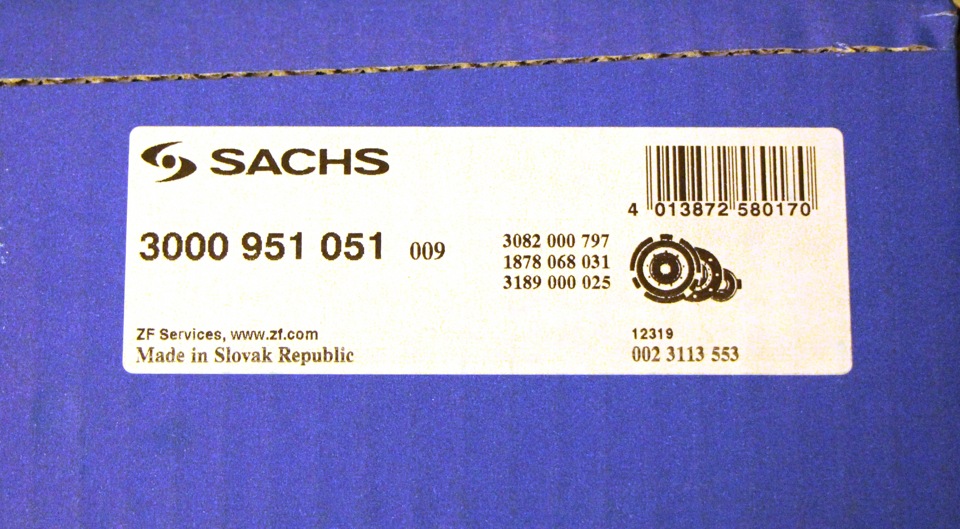 SACHS
4 013872 580170
3000 951 051 009
3082 000 797
1878 068 031
3189 000 025
ZF Services, www.zf.com
Made in Slovak Republic
12319
002 3113 553